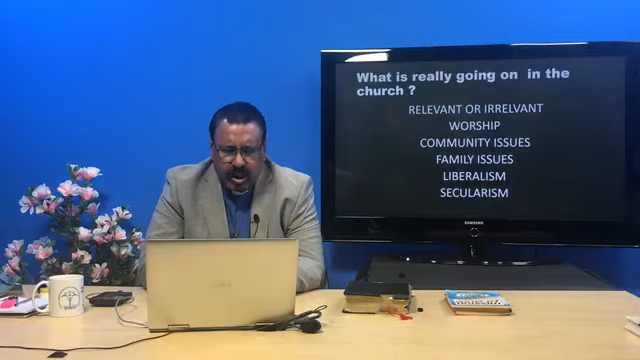 What is really going on in the
church ?
RELEVANT OR IRRELVANT
WORSHIP
COMMUNITY ISSUES
FAMILY ISSUES
LIBERALISM
SECULARISM
SAMSUNG